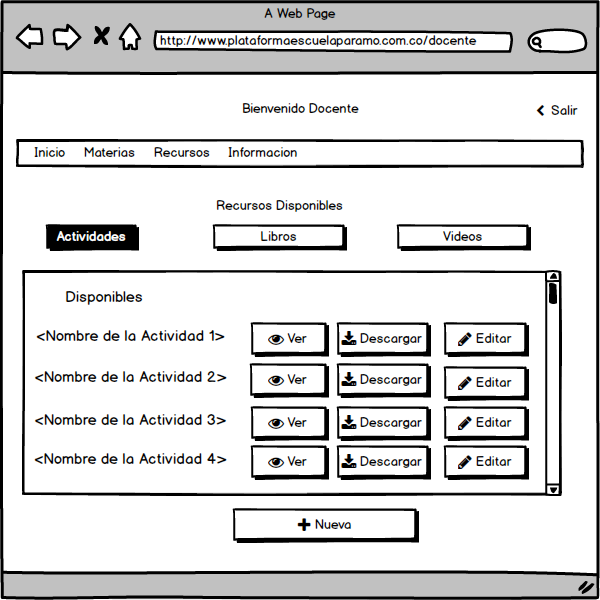 A Web Page
http://www.plataformaescuelaparamo.com.co/docente
Bienvenido Docente
Salir
Inicio Materias Recursos Informacion
Recursos Disponibles
Actividades Libros Videos
Disponibles
<Nombre de la Actividad 1> Ver Descargar Editar
<Nombre de la Actividad 2> Ver Descargar Editar
<Nombre de la Actividad 3> Ver Descargar Editar
<Nombre de la Actividad 4> Ver Descargar Editar
Nueva